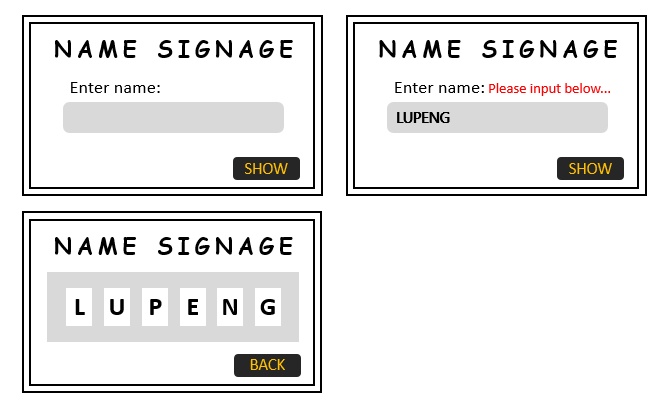 NAME SIGNAGE
Enter name:
SHOW
NAME SIGNAGE
Enter name: Please input below...
LUPENG
SHOW
NAME SIGNAGE
L U P E N G
BACK